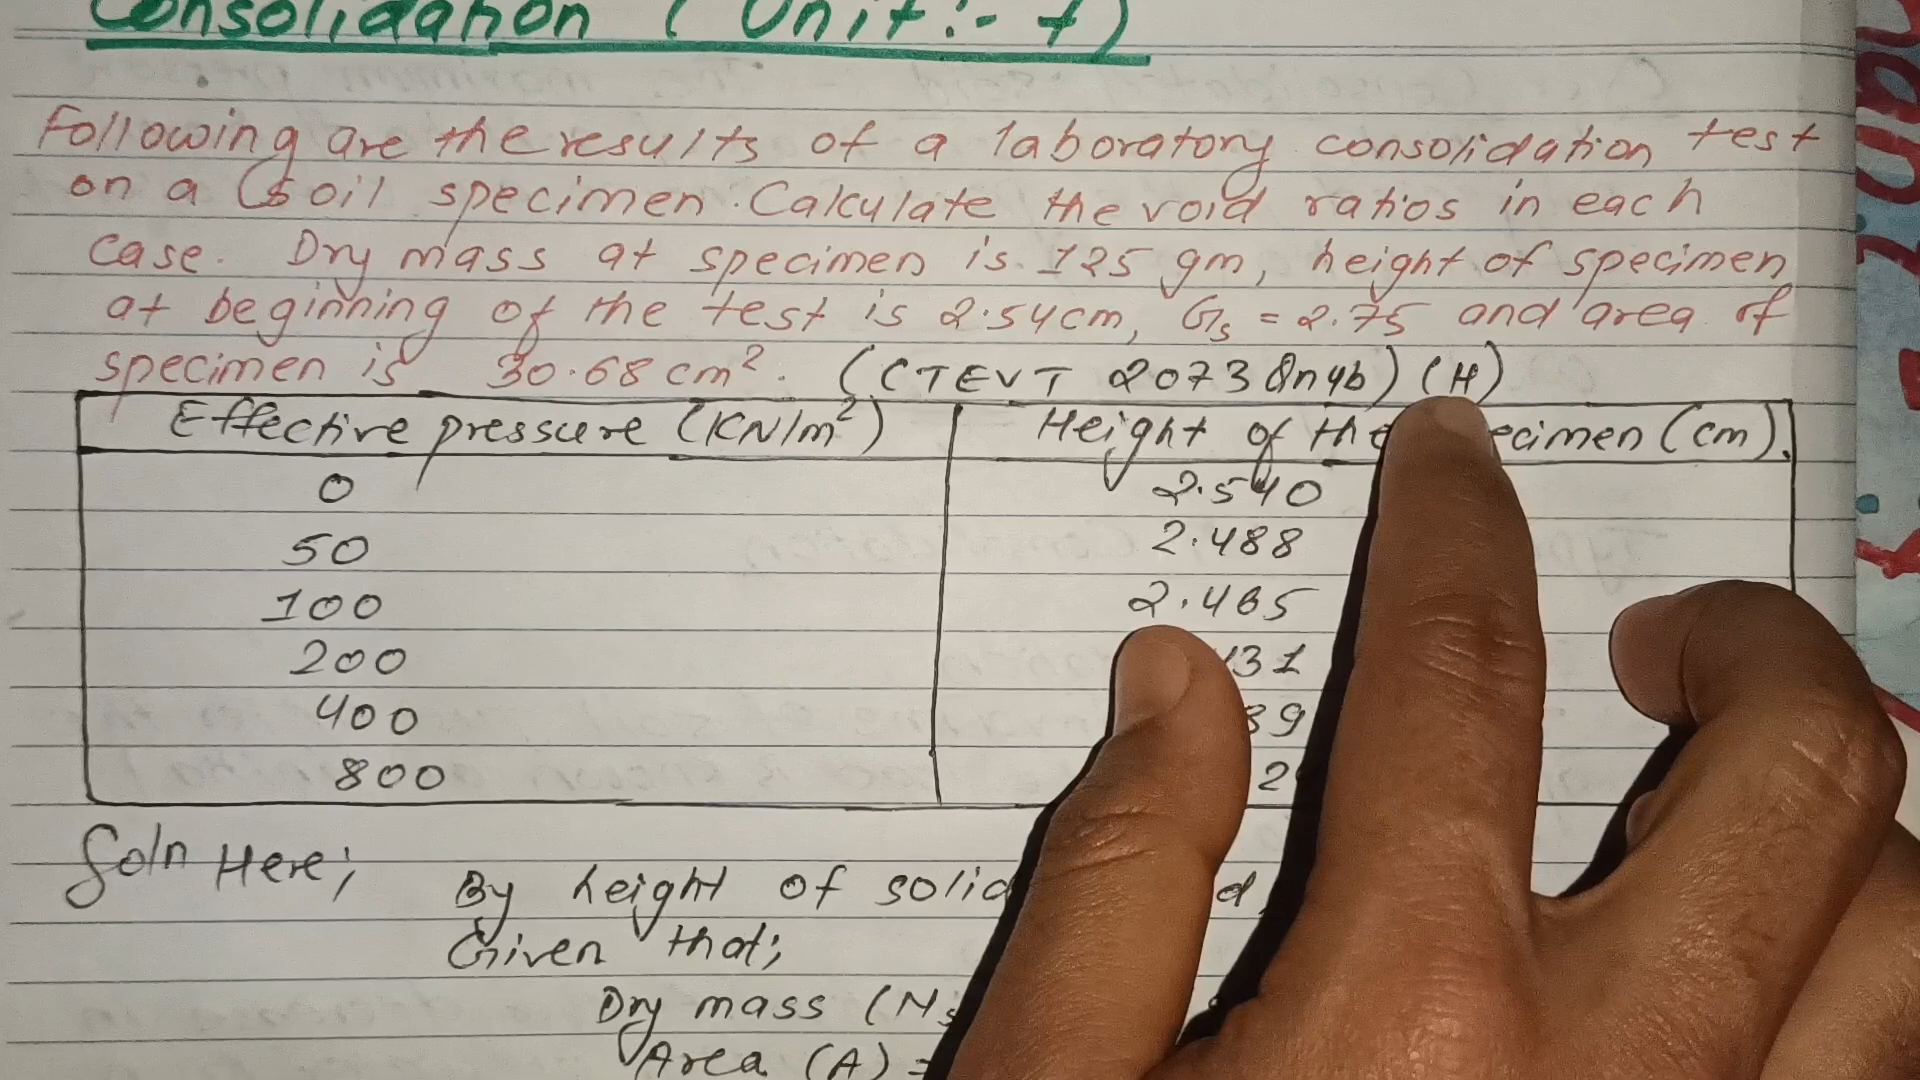 Consolidation (Unit:- 7)
Following are the results of a laboratory consolidation test
on a soil specimen. Calculate the void ratios in each
case. Dry mass at specimen is 125 gm, height of specimen
at beginning of the test is 2.54cm, Gs = 2.75 and area of
specimen is 30.68 cm². (CTEVT 2073 (H)
Effective pressure (KN/m²) Height of the ecimen (cm).
0 2.540
50 2.488
100 2.465
200 31
400 39
800 2
Soln Here;
By height of solid d,
Given that;
Dry mass (Ms
Area (A) =